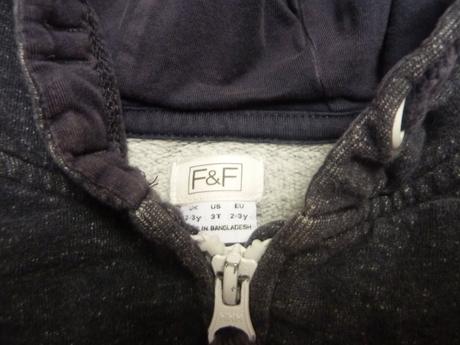 F&F
UK US EU
2-3y 3T 2-3y
IN BANGLADESH